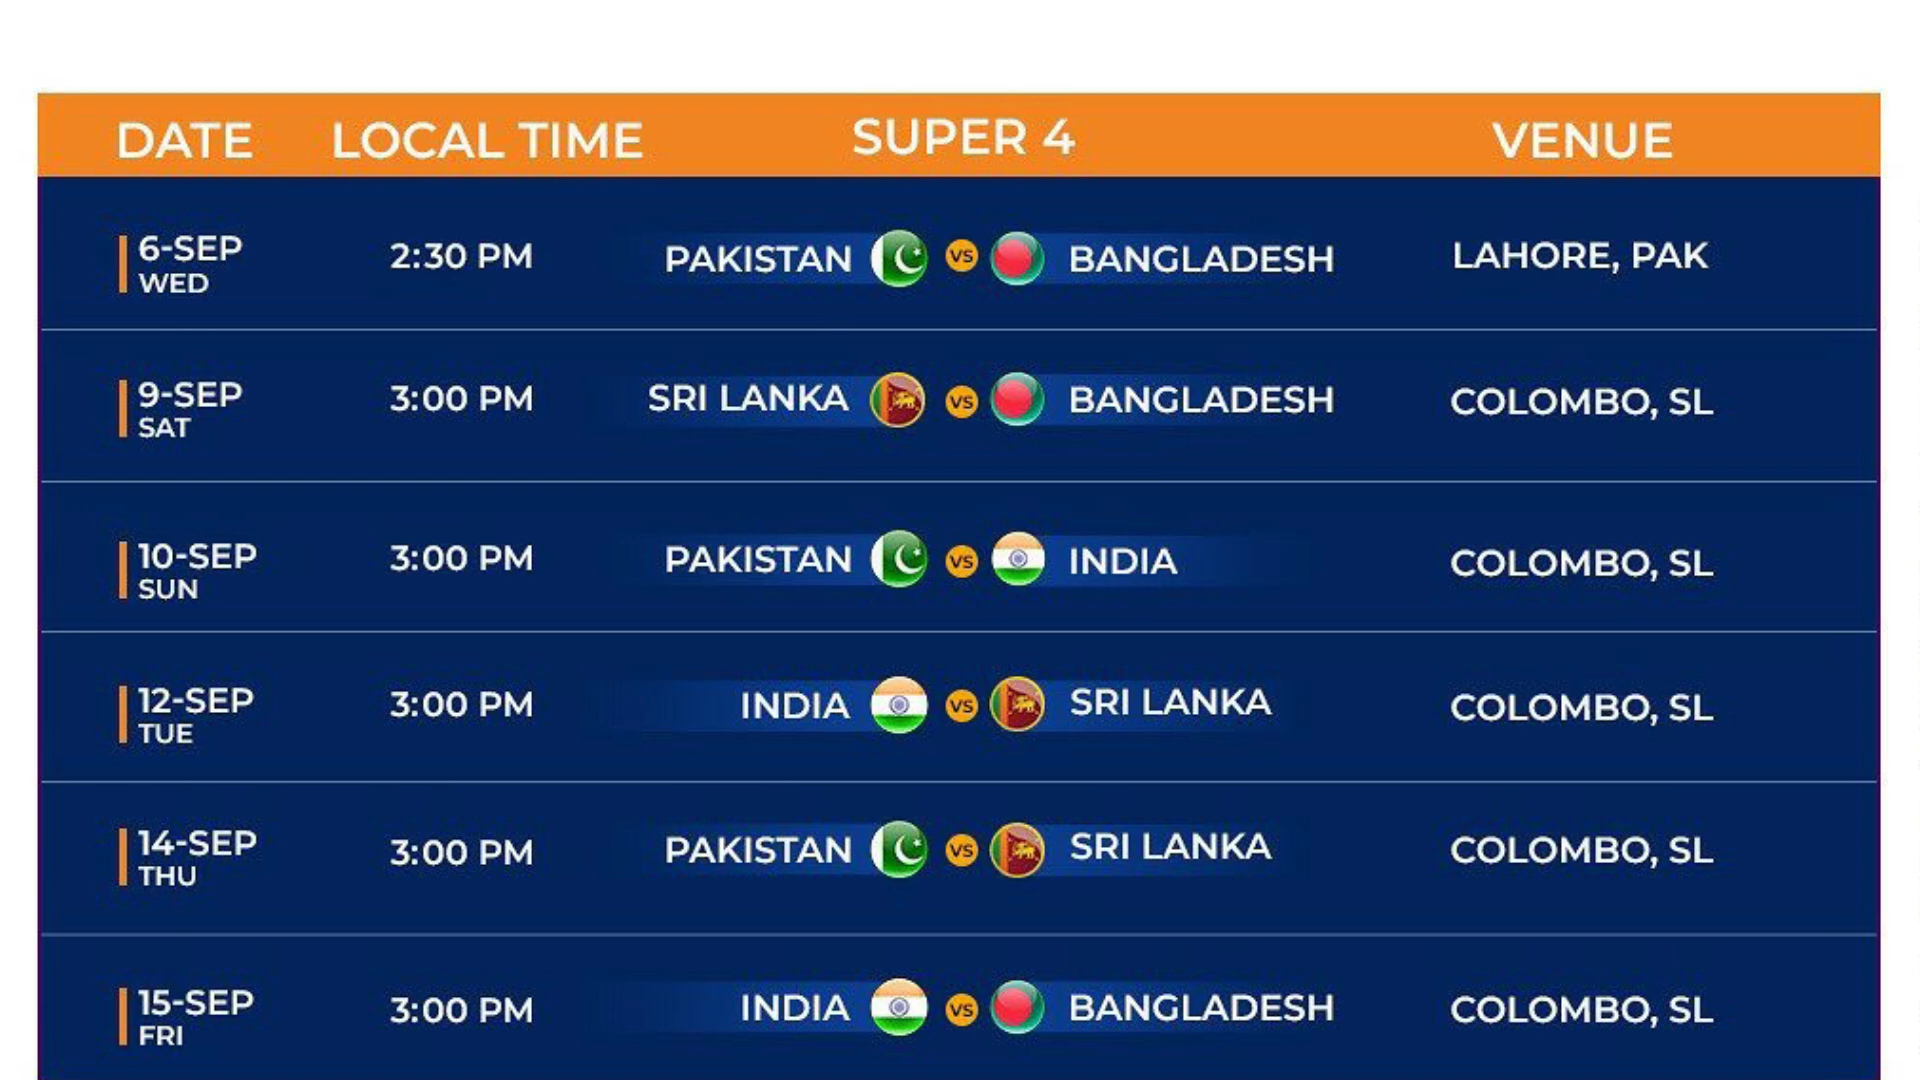 DATE LOCAL TIME SUPER 4 VENUE
6-SEP 2:30 PM PAKISTAN VS BANGLADESH LAHORE, PAK
WED
9-SEP 3:00 PM SRI LANKA VS BANGLADESH COLOMBO, SL
SAT
10-SEP 3:00 PM PAKISTAN VS INDIA COLOMBO, SL
SUN
12-SEP 3:00 PM INDIA VS SRI LANKA COLOMBO, SL
TUE
14-SEP 3:00 PM PAKISTAN VS SRI LANKA COLOMBO, SL
THU
15-SEP 3:00 PM INDIA VS BANGLADESH COLOMBO, SL
FRI